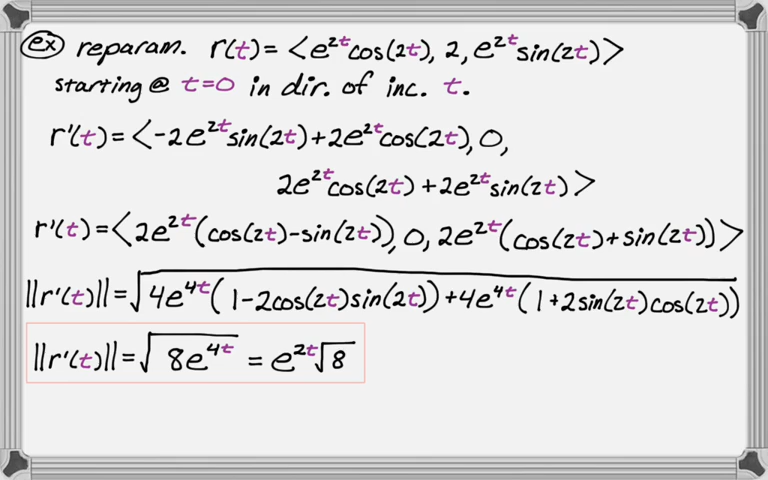 ex reparam. r(t)= <e^2t cos(2t), 2, e^2t sin(2t)>
starting @ t=0 in dir. of inc. t.
r'(t)= <-2e^2t sin(2t)+2e^2t cos(2t), 0,
2e^2t cos(2t)+2e^2t sin(2t)>
r'(t)=<2e^2t(cos(2t)-sin(2t)), 0, 2e^2t(cos(2t)+sin(2t))>
||r'(t)||=√4e^4t(1-2cos(2t)sin(2t))+4e^4t(1+2sin(2t)cos(2t))
||r'(t)||=√8e^4t = e^2t√8